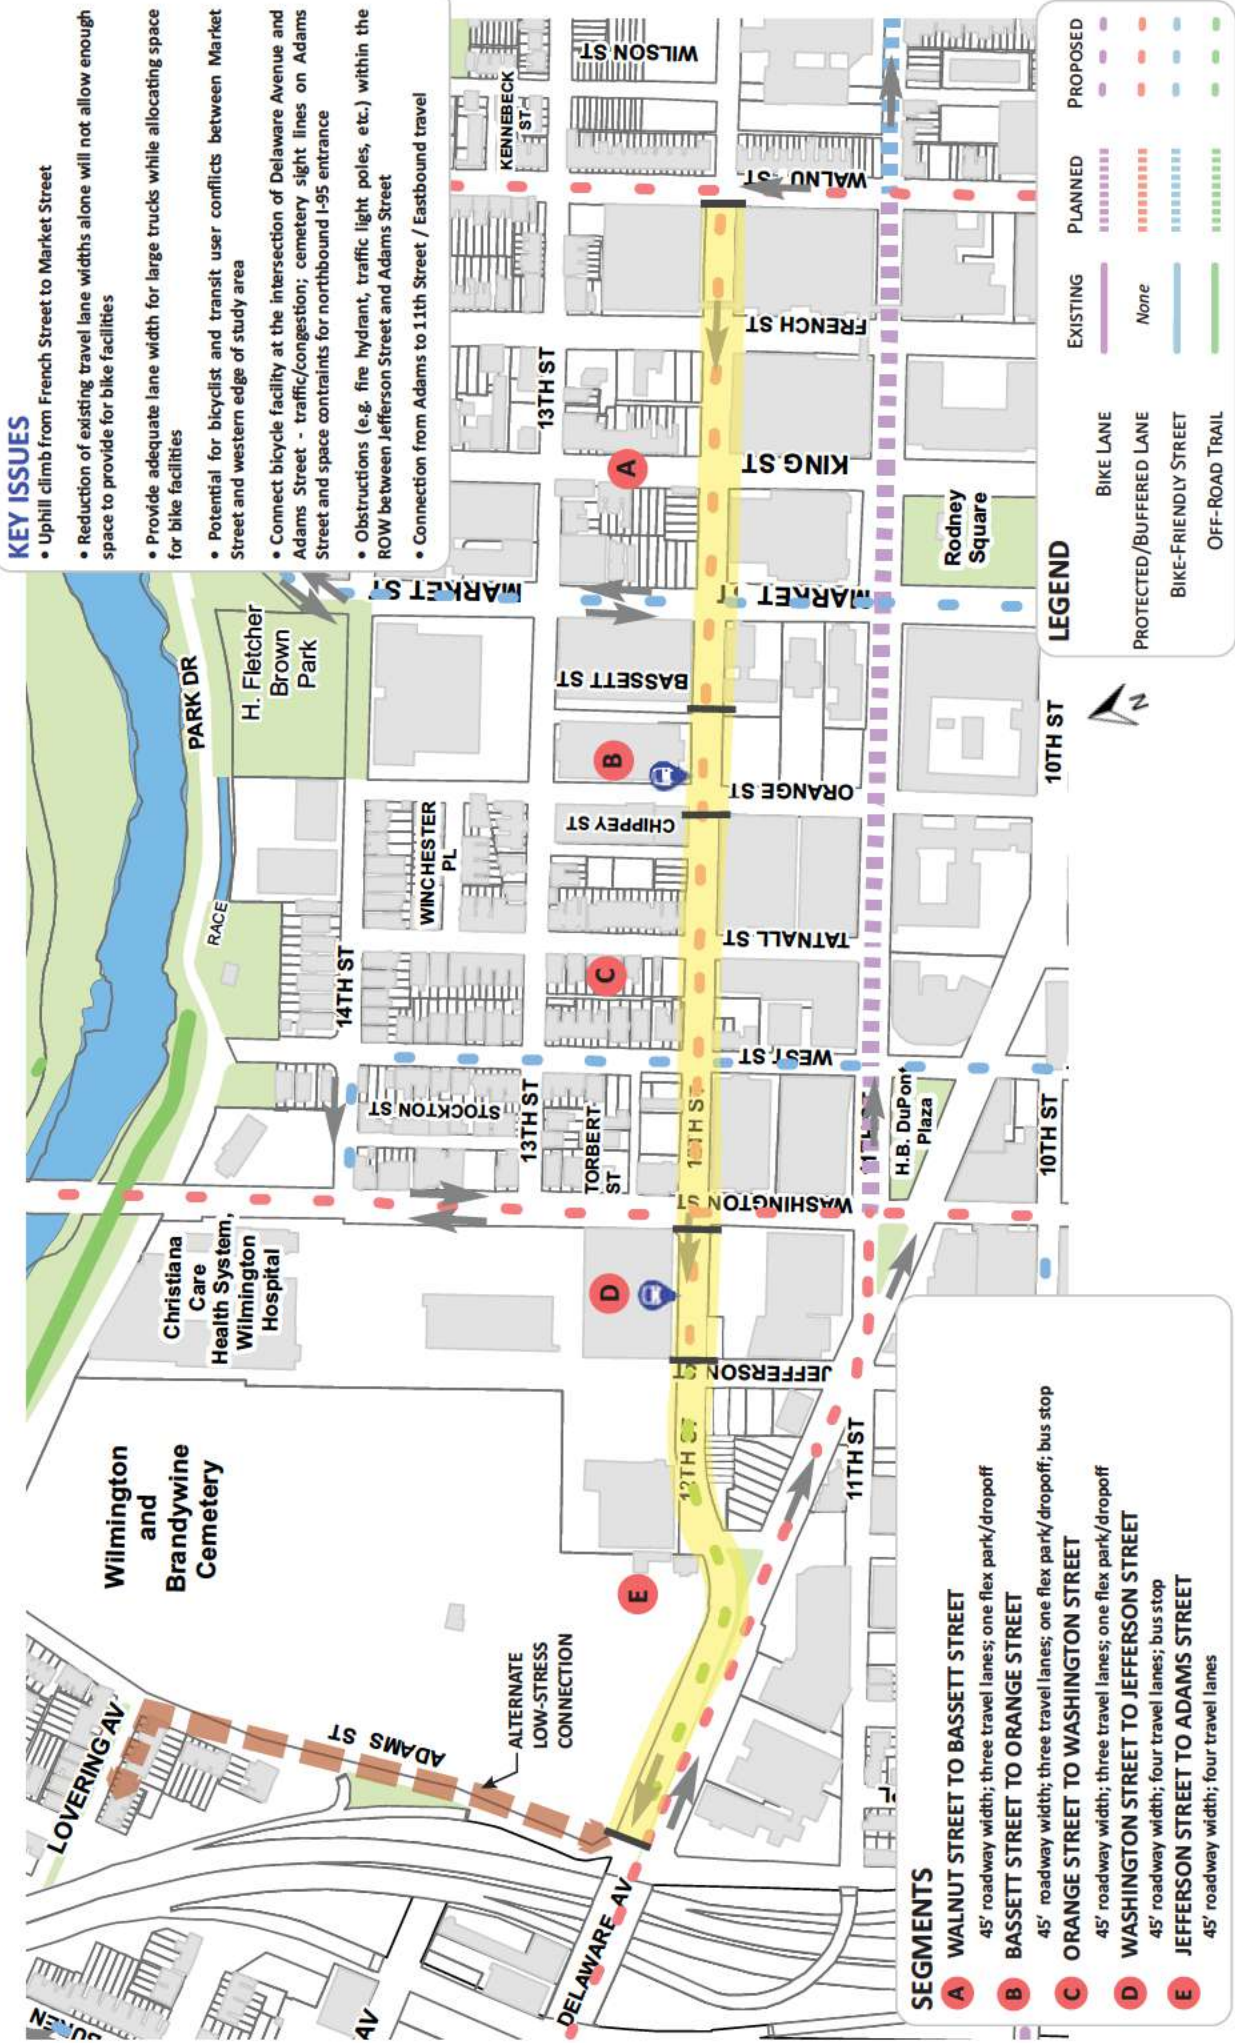 KEY ISSUES
• Uphill climb from French Street to Market Street
• Reduction of existing travel lane widths alone will not allow enough
space to provide for bike facilities
• Provide adequate lane width for large trucks while allocating space
for bike facilities
• Potential for bicyclist and transit user conflicts between Market
Street and western edge of study area
• Connect bicycle facility at the intersection of Delaware Avenue and
Adams Street - traffic/congestion; cemetery sight lines on Adams
Street and space contraints for northbound I-95 entrance
• Obstructions (e.g. fire hydrant, traffic light poles, etc.) within the
ROW between Jefferson Street and Adams Street
• Connection from Adams to 11th Street / Eastbound travel
LOVERING AV
Wilmington
and
Brandywine
Cemetery
Christiana
Care
Health System,
Wilmington
Hospital
RACE
PARK DR
H. Fletcher
Brown
Park
14TH ST
WINCHESTER
PL
STOCKTON ST
13TH ST
TORBERT
ST
13TH ST
KENNEBECK
ST
ADAMS ST
ALTERNATE
LOW-STRESS
CONNECTION
DELAWARE AV
AV
E
D
C
B
A
12TH ST
12TH ST
JEFFERSON ST
WASHINGTON ST
WEST ST
TATNALL ST
CHIPPEY ST
ORANGE ST
BASSETT ST
MARKET ST
MARKET ST
KING ST
FRENCH ST
WALNUT ST
WILSON ST
11TH ST
11TH ST
H.B. DuPont
Plaza
Rodney
Square
10TH ST
10TH ST
PL
N
SEGMENTS
A WALNUT STREET TO BASSETT STREET
45' roadway width; three travel lanes; one flex park/dropoff
B BASSETT STREET TO ORANGE STREET
45' roadway width; three travel lanes; one flex park/dropoff; bus stop
C ORANGE STREET TO WASHINGTON STREET
45' roadway width; three travel lanes; one flex park/dropoff
D WASHINGTON STREET TO JEFFERSON STREET
45' roadway width; four travel lanes; bus stop
E JEFFERSON STREET TO ADAMS STREET
45' roadway width; four travel lanes
LEGEND
EXISTING PLANNED PROPOSED
BIKE LANE
PROTECTED/BUFFERED LANE None
BIKE-FRIENDLY STREET
OFF-ROAD TRAIL